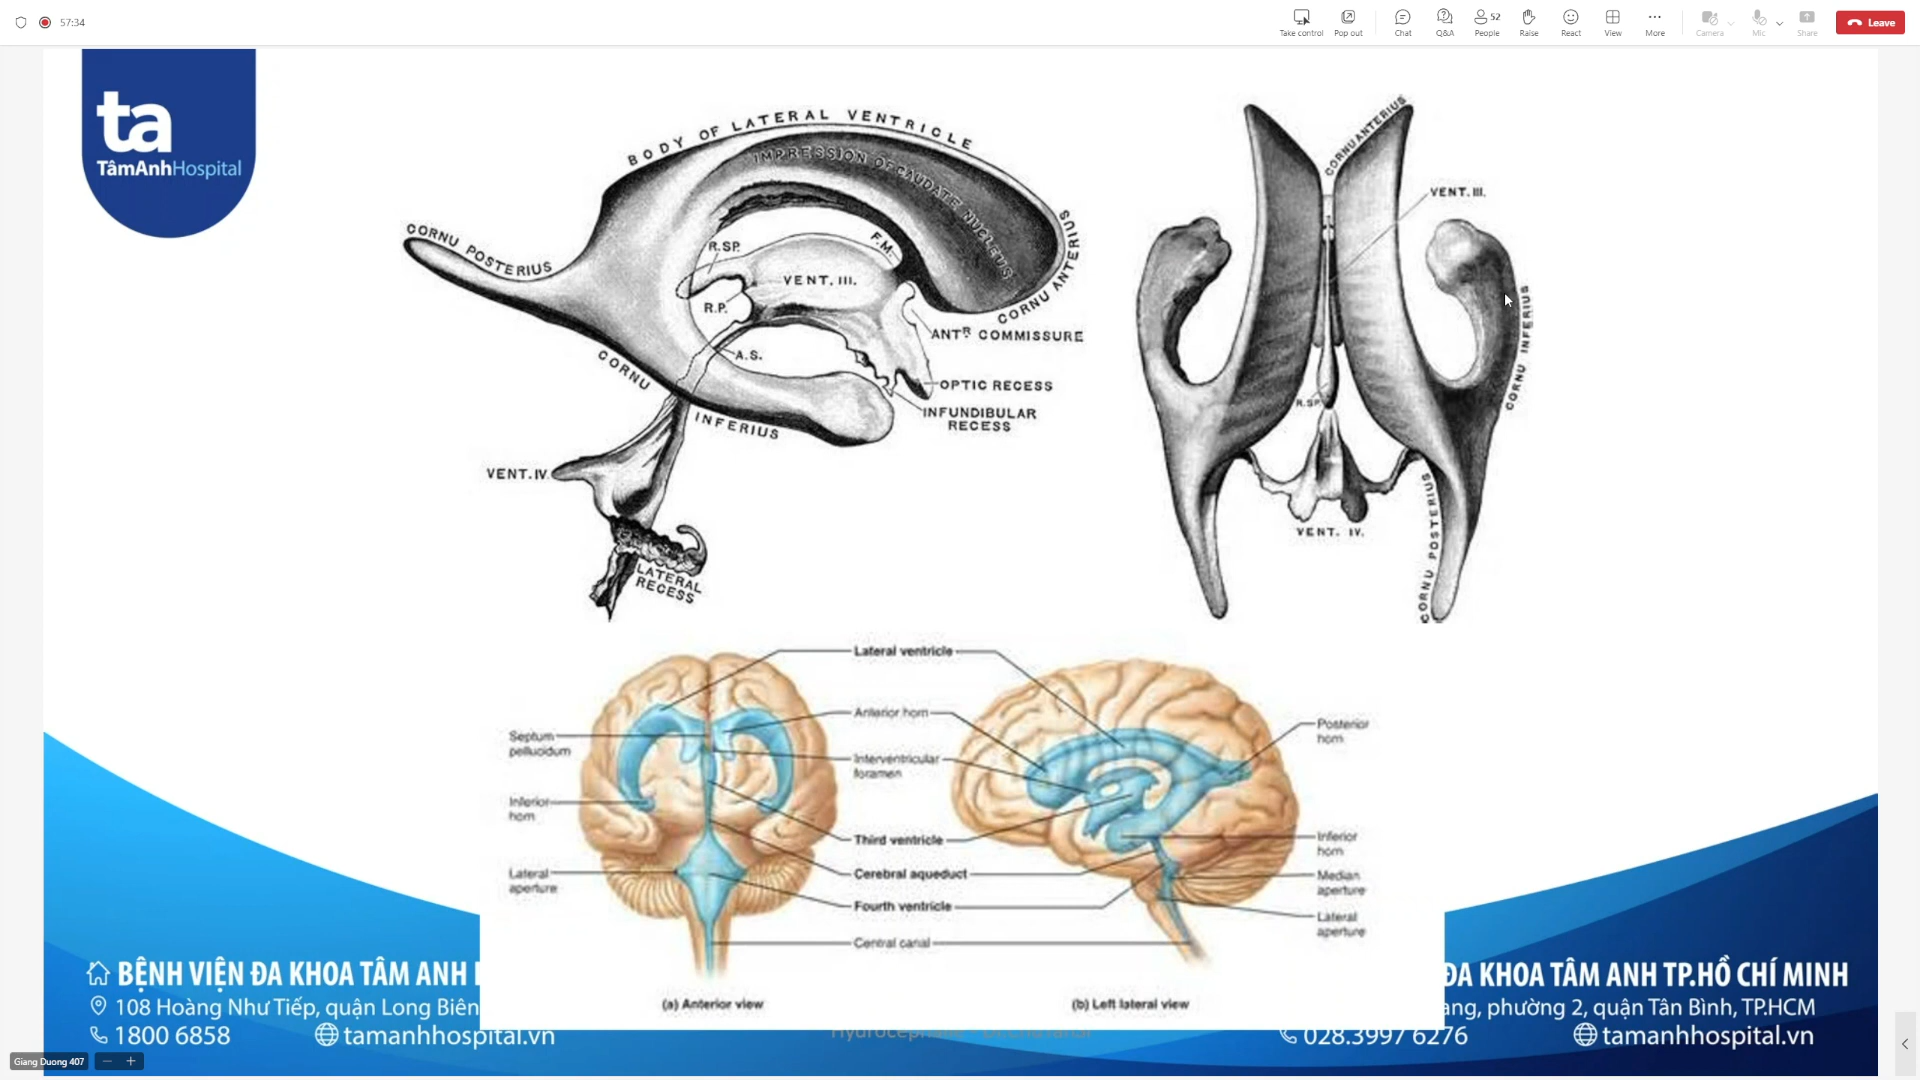 57:34
Take control
Pop out
Chat
Q&A
52
People
Raise
React
View
More
Camera
Mic
Share
Leave
ta
TâmAnhHospital
BODY OF LATERAL VENTRICLE
IMPRESSION OF CAUDATE NUCLEUS
CORNU POSTERIUS
R.SP.
F.M.
VENT. III.
R.P.
CORNU ANTERIUS
ANTR. COMMISSURE
A.S.
CORNU INFERIUS
OPTIC RECESS
INFUNDIBULAR
RECESS
VENT. IV.
LATERAL
RECESS
CORNU ANTERIUS
VENT. III.
CORNU INFERIUS
R.SP.
VENT. IV.
CORNU POSTERIUS
Lateral ventricle
Anterior horn
Septum
pellucidum
Interventricular
foramen
Posterior
horn
Inferior
horn
Third ventricle
Inferior
horn
Lateral
aperture
Cerebral aqueduct
Median
aperture
Fourth ventricle
Lateral
aperture
Central canal
(a) Anterior view
(b) Left lateral view
BỆNH VIỆN ĐA KHOA TÂM ANH
108 Hoàng Như Tiếp, quận Long Biên
1800 6858
tamanhhospital.vn
ĐA KHOA TÂM ANH TP.HỒ CHÍ MINH
ang, phường 2, quận Tân Bình, TP.HCM
028.3997 6276
tamanhhospital.vn
Giang Duong 407